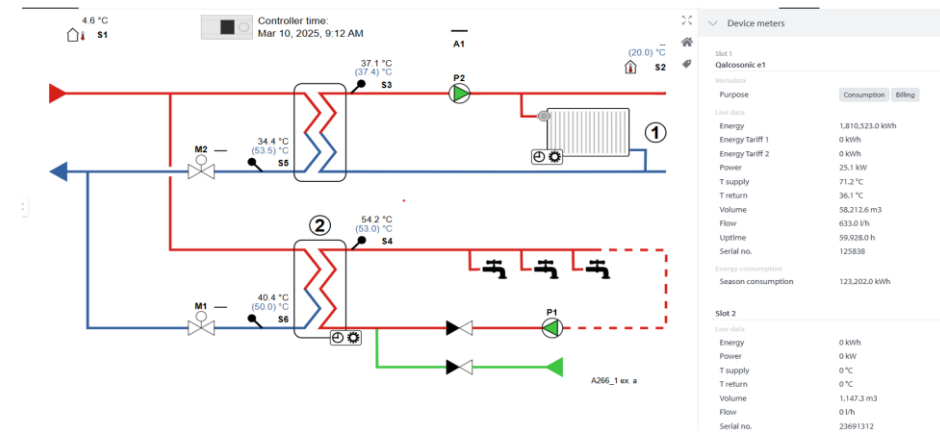 4.6 °C
S1
Controller time:
Mar 10, 2025, 9:12 AM
A1
--
(20.0) °C
S2
37.1 °C
(37.4) °C
S3
P2
1
34.4 °C
(53.5) °C
S5
M2
2
54.2 °C
(53.0) °C
S4
40.4 °C
(50.0) °C
S6
M1
P1
A266_1 ex. a
Device meters
Slot 1
Qalcosonic e1
Metadata
Purpose Consumption Billing
Live data
Energy 1,810,523.0 kWh
Energy Tariff 1 0 kWh
Energy Tariff 2 0 kWh
Power 25.1 kW
T supply 71.2 °C
T return 36.1 °C
Volume 58,212.6 m3
Flow 633.0 l/h
Uptime 59,928.0 h
Serial no. 125838
Energy consumption
Season consumption 123,202.0 kWh
Slot 2
Live data
Energy 0 kWh
Power 0 kW
T supply 0 °C
T return 0 °C
Volume 1,147.3 m3
Flow 0 l/h
Serial no. 23691312